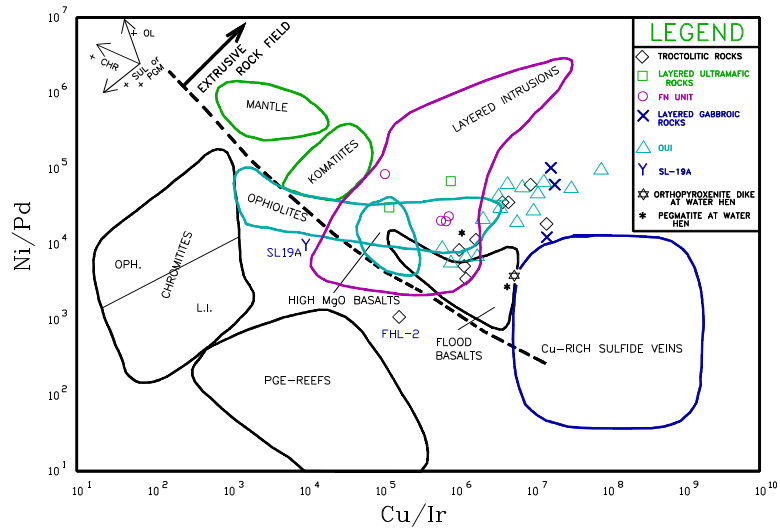 10^7
10^6
10^5
10^4
10^3
10^2
10^1
Ni/Pd
+ OL
+ CHR
+ SUL or
+ PGM
EXTRUSIVE
ROCK FIELD
MANTLE
KOMATIITES
LAYERED INTRUSIONS
OPHIOLITES
SL19A
OPH.
CHROMITITES
L.I.
HIGH MgO BASALTS
FHL-2
FLOOD
BASALTS
PGE-REEFS
Cu-RICH SULFIDE VEINS
LEGEND
TROCTOLITIC ROCKS
LAYERED ULTRAMAFIC
ROCKS
FN UNIT
LAYERED GABBROIC
ROCKS
OUI
SL-19A
ORTHOPYROXENITE DIKE
AT WATER HEN
PEGMATITE AT WATER
HEN
10^1 10^2 10^3 10^4 10^5 10^6 10^7 10^8 10^9 10^10
Cu/Ir